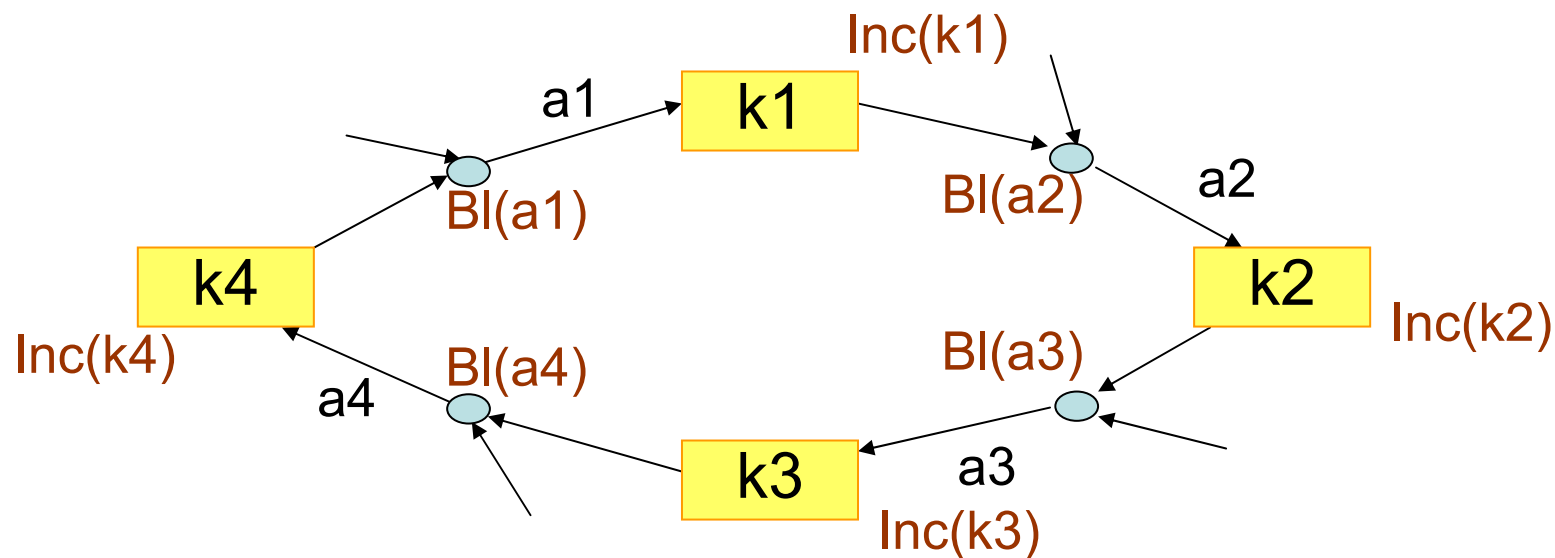 Inc(k1)
a1
k1
Bl(a1)
Bl(a2)
a2
k4
k2
Inc(k4)
Bl(a4)
Bl(a3)
Inc(k2)
a4
k3
a3
Inc(k3)